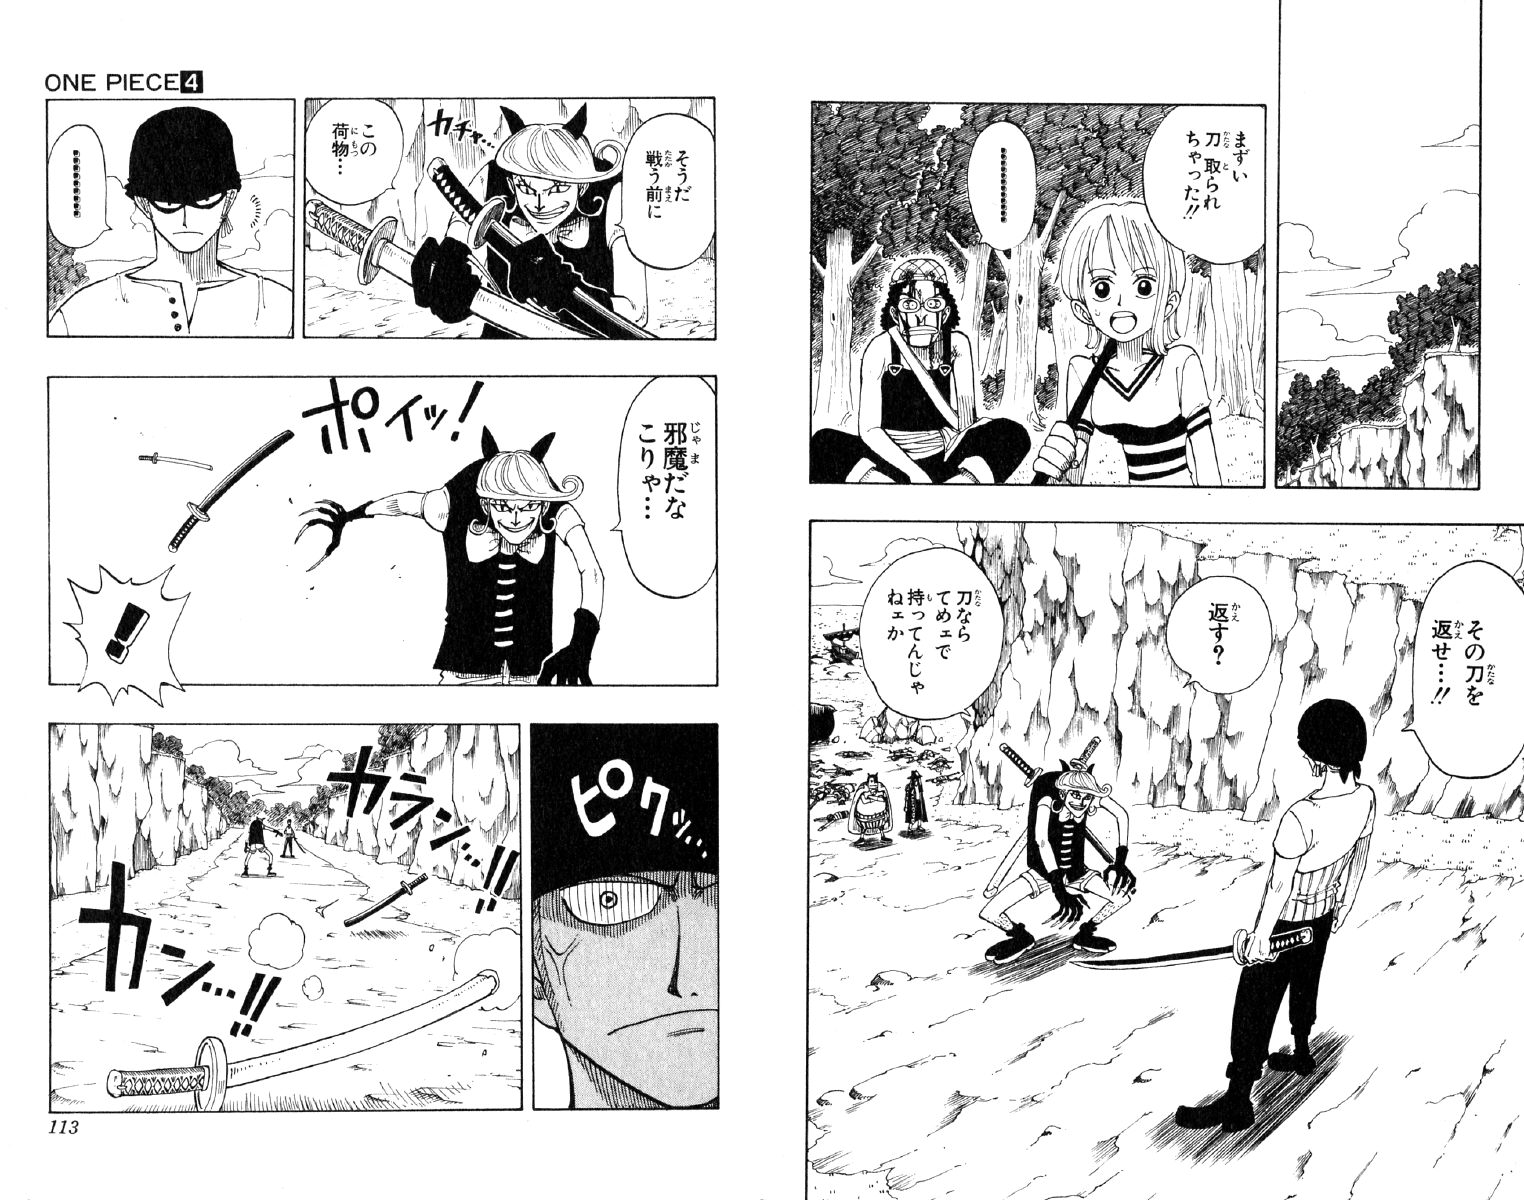 まずい
刀 取られ
ちゃった!!
…………
その刀を
返せ…!!
返す?
刀なら
てめェで
持ってんじゃ
ねェか
ONE PIECE 4
そうだ
戦う前に
カチャ…
この
荷物…
…………
邪魔だな
こりゃ…
ポイッ!
!
ピクッ…
カラン…!!
カン…!!
113